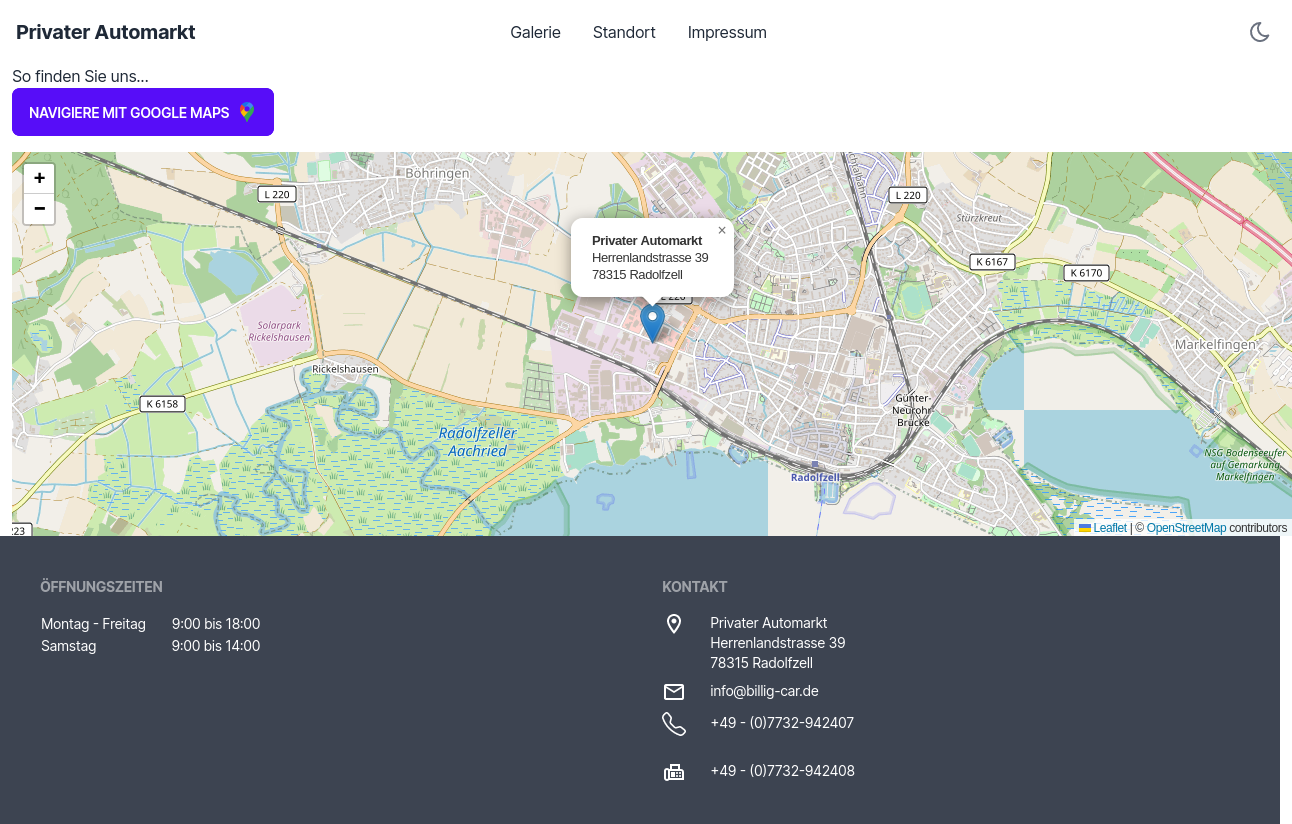 Privater Automarkt
Galerie
Standort
Impressum
So finden Sie uns...
NAVIGIERE MIT GOOGLE MAPS
+
−
Böhringen
L 220
L 220
Stürzkreut
K 6167
K 6170
×
Privater Automarkt
Herrenlandstrasse 39
78315 Radolfzell
L 220
Solarpark
Rickelshausen
Rickelshausen
Markelfingen
K 6158
Günter-
Neurohr-
Brücke
Radolfzeller
Aachried
Radolfzell
NSG Bodenseeufer
auf Gemarkung
Markelfingen
223
Leaflet | © OpenStreetMap contributors
ÖFFNUNGSZEITEN
Montag - Freitag 9:00 bis 18:00
Samstag 9:00 bis 14:00
KONTAKT
Privater Automarkt
Herrenlandstrasse 39
78315 Radolfzell
info@billig-car.de
+49 - (0)7732-942407
+49 - (0)7732-942408